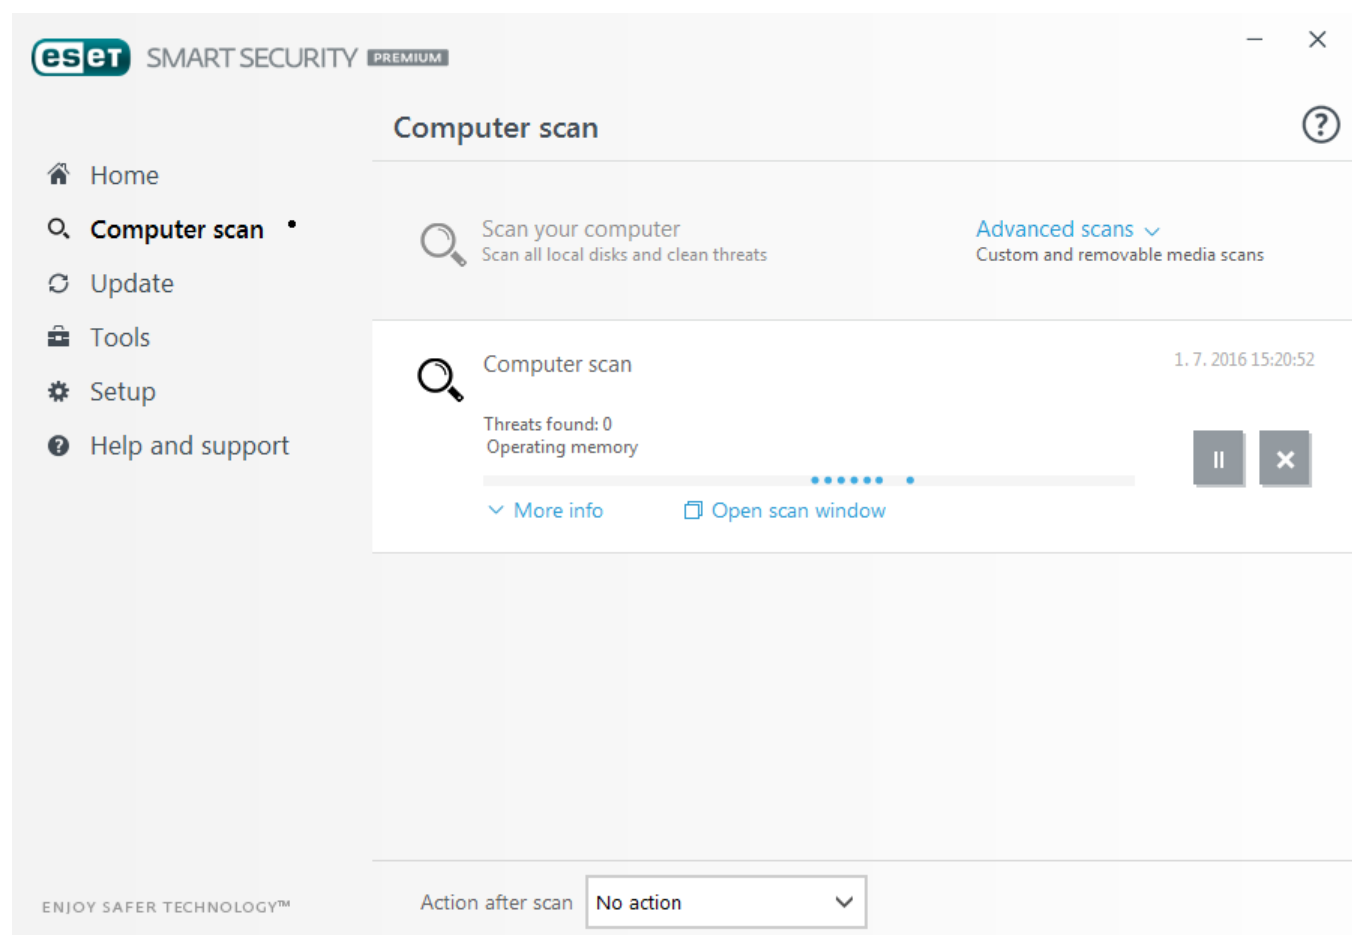 eset SMART SECURITY PREMIUM
Computer scan
Home
Computer scan
Update
Tools
Setup
Help and support
Scan your computer
Scan all local disks and clean threats
Advanced scans
Custom and removable media scans
Computer scan
1. 7. 2016 15:20:52
Threats found: 0
Operating memory
More info
Open scan window
ENJOY SAFER TECHNOLOGY™
Action after scan No action